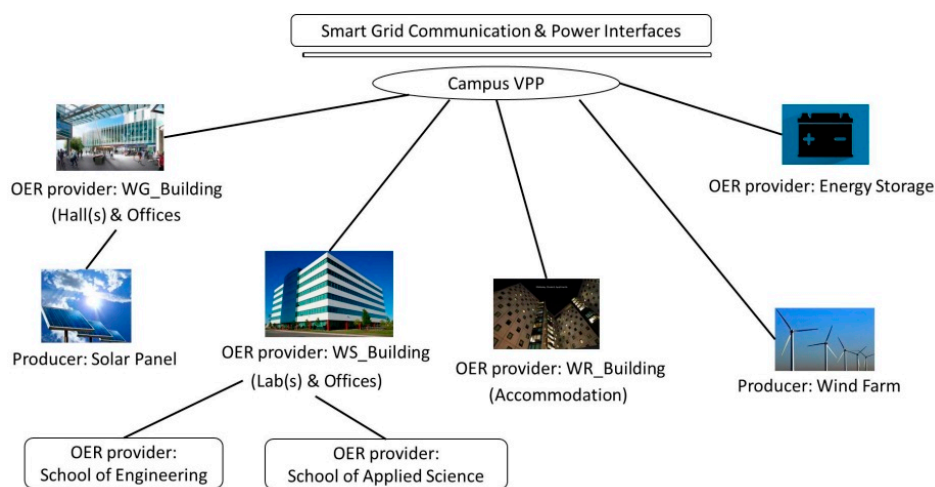 Smart Grid Communication & Power Interfaces
Campus VPP
OER provider: WG_Building
(Hall(s) & Offices
OER provider: Energy Storage
Producer: Solar Panel
OER provider: WS_Building
(Lab(s) & Offices)
OER provider: WR_Building
(Accommodation)
Producer: Wind Farm
OER provider:
School of Engineering
OER provider:
School of Applied Science